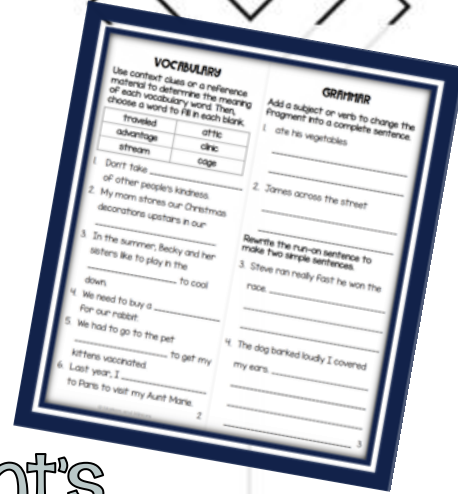 VOCABULARY
Use context clues or a reference
material to determine the meaning
of each vocabulary word. Then,
choose a word to fill in each blank.
traveled attic
advantage clinic
stream cage
1. Don't take
of other people's kindness.
2. My mom stores our Christmas
decorations upstairs in our
3. In the summer, Becky and her
sisters like to play in the
to cool
down.
4. We need to buy a
for our rabbit.
5. We had to go to the pet
to get my
kittens vaccinated.
6. Last year, I
to Paris to visit my Aunt Marie.
2
GRAMMAR
Add a subject or verb to change the
fragment into a complete sentence.
1. ate his vegetables
2. James across the street
Rewrite the run-on sentence to
make two simple sentences.
3. Steve ran really fast he won the
race.
4. The dog barked loudly I covered
my ears.
3
nt's